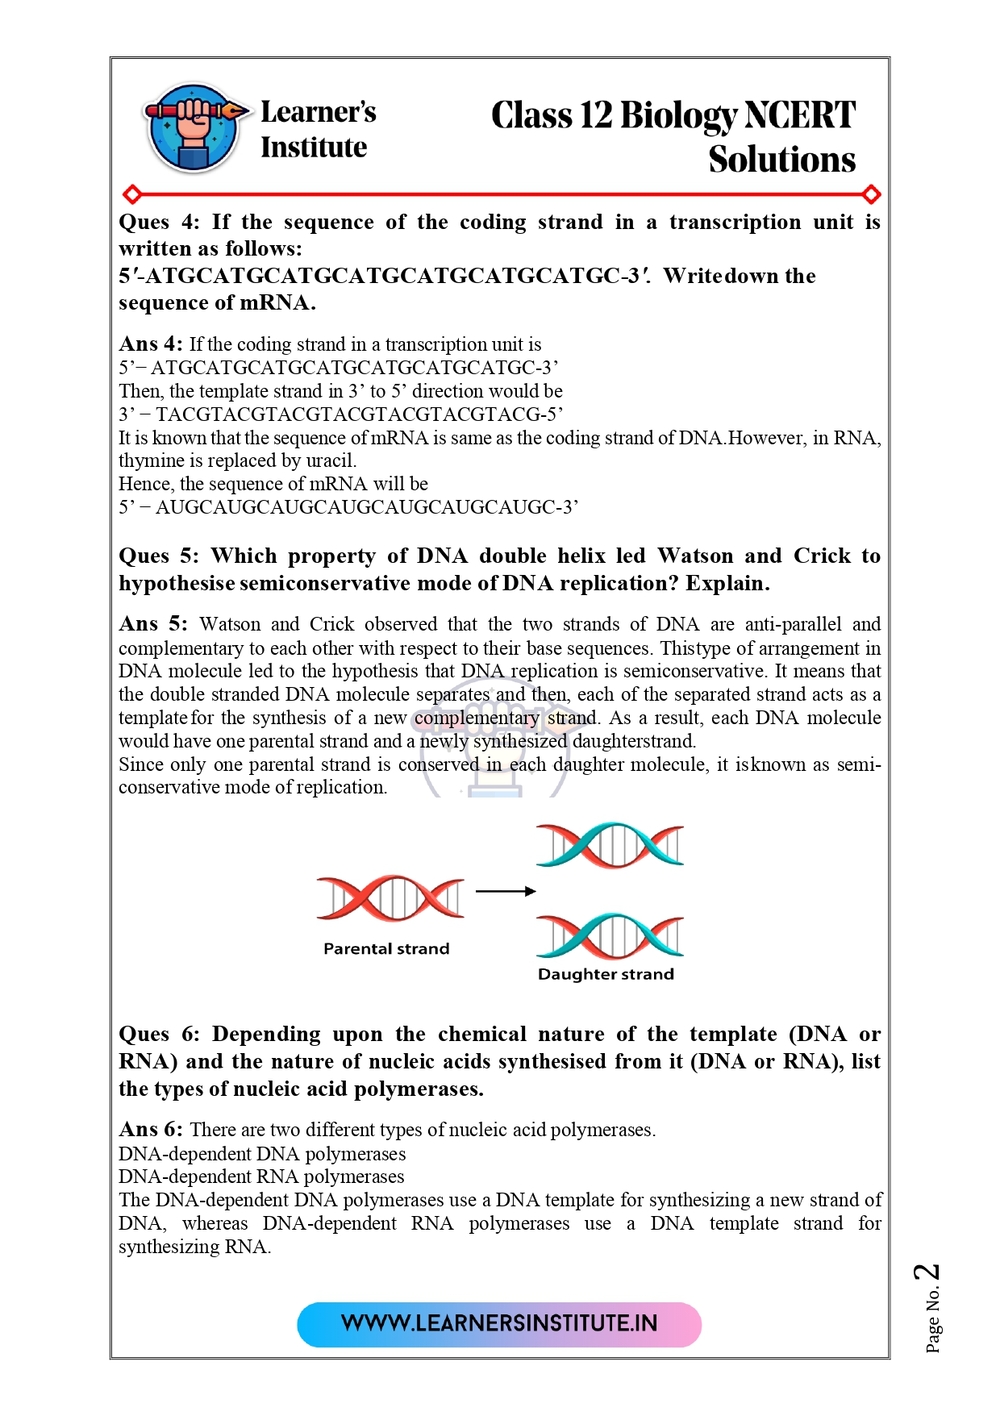 Learner's
Institute
Class 12 Biology NCERT
Solutions
Ques 4: If the sequence of the coding strand in a transcription unit is
written as follows:
5′-ATGCATGCATGCATGCATGCATGCATGC-3′. Writedown the
sequence of mRNA.
Ans 4: If the coding strand in a transcription unit is
5’− ATGCATGCATGCATGCATGCATGCATGC-3’
Then, the template strand in 3’ to 5’ direction would be
3’ − TACGTACGTACGTACGTACGTACGTACG-5’
It is known that the sequence of mRNA is same as the coding strand of DNA.However, in RNA,
thymine is replaced by uracil.
Hence, the sequence of mRNA will be
5’ − AUGCAUGCAUGCAUGCAUGCAUGCAUGC-3’
Ques 5: Which property of DNA double helix led Watson and Crick to
hypothesise semiconservative mode of DNA replication? Explain.
Ans 5: Watson and Crick observed that the two strands of DNA are anti-parallel and
complementary to each other with respect to their base sequences. Thistype of arrangement in
DNA molecule led to the hypothesis that DNA replication is semiconservative. It means that
the double stranded DNA molecule separates and then, each of the separated strand acts as a
template for the synthesis of a new complementary strand. As a result, each DNA molecule
would have one parental strand and a newly synthesized daughterstrand.
Since only one parental strand is conserved in each daughter molecule, it isknown as semi-
conservative mode of replication.
Parental strand
Daughter strand
Ques 6: Depending upon the chemical nature of the template (DNA or
RNA) and the nature of nucleic acids synthesised from it (DNA or RNA), list
the types of nucleic acid polymerases.
Ans 6: There are two different types of nucleic acid polymerases.
DNA-dependent DNA polymerases
DNA-dependent RNA polymerases
The DNA-dependent DNA polymerases use a DNA template for synthesizing a new strand of
DNA, whereas DNA-dependent RNA polymerases use a DNA template strand for
synthesizing RNA.
WWW.LEARNERSINSTITUTE.IN
Page No. 2